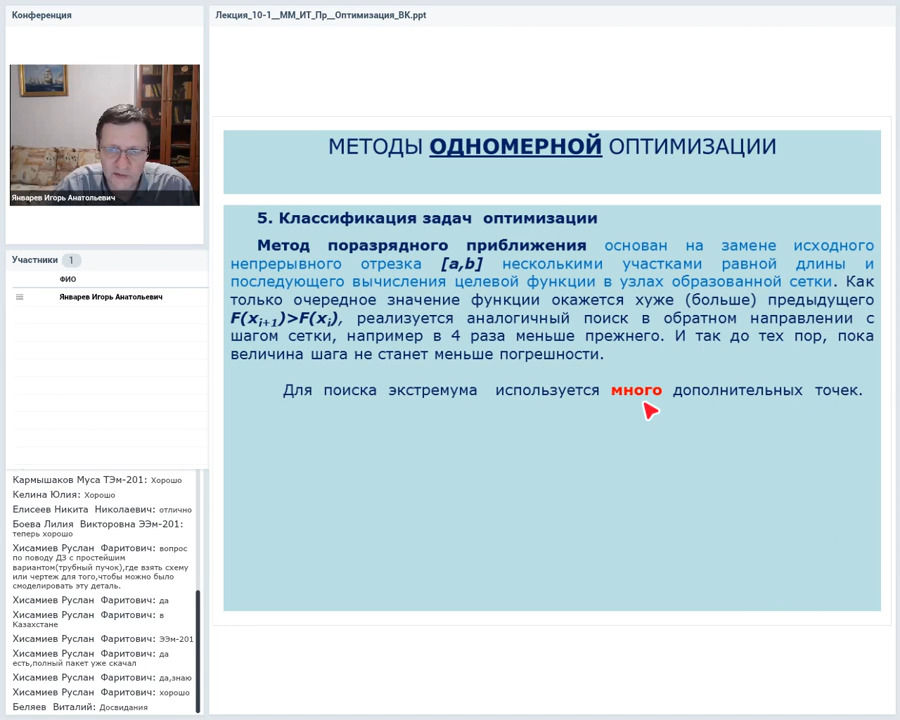 Конференция
Январев Игорь Анатольевич
Участники 1
ФИО
Январев Игорь Анатольевич
Кармышаков Муса ТЭм-201: Хорошо
Келина Юлия: Хорошо
Елисеев Никита Николаевич: отлично
Боева Лилия Викторовна ЭЭм-201:
теперь хорошо
Хисамиев Руслан Фаритович: вопрос
по поводу ДЗ с простейшим
вариантом(трубный пучок),где взять схему
или чертеж для того,чтобы можно было
смоделировать эту деталь.
Хисамиев Руслан Фаритович: да
Хисамиев Руслан Фаритович: в
Казахстане
Хисамиев Руслан Фаритович: ЭЭм-201
Хисамиев Руслан Фаритович: да
есть,полный пакет уже скачал
Хисамиев Руслан Фаритович: да,знаю
Хисамиев Руслан Фаритович: хорошо
Беляев Виталий: Досвидания
Лекция_10-1__ММ_ИТ_Пр__Оптимизация_ВК.ppt
МЕТОДЫ ОДНОМЕРНОЙ ОПТИМИЗАЦИИ
5. Классификация задач оптимизации
Метод поразрядного приближения основан на замене исходного
непрерывного отрезка [a,b] несколькими участками равной длины и
последующего вычисления целевой функции в узлах образованной сетки. Как
только очередное значение функции окажется хуже (больше) предыдущего
F(xi+1)>F(xi), реализуется аналогичный поиск в обратном направлении с
шагом сетки, например в 4 раза меньше прежнего. И так до тех пор, пока
величина шага не станет меньше погрешности.
Для поиска экстремума используется много дополнительных точек.